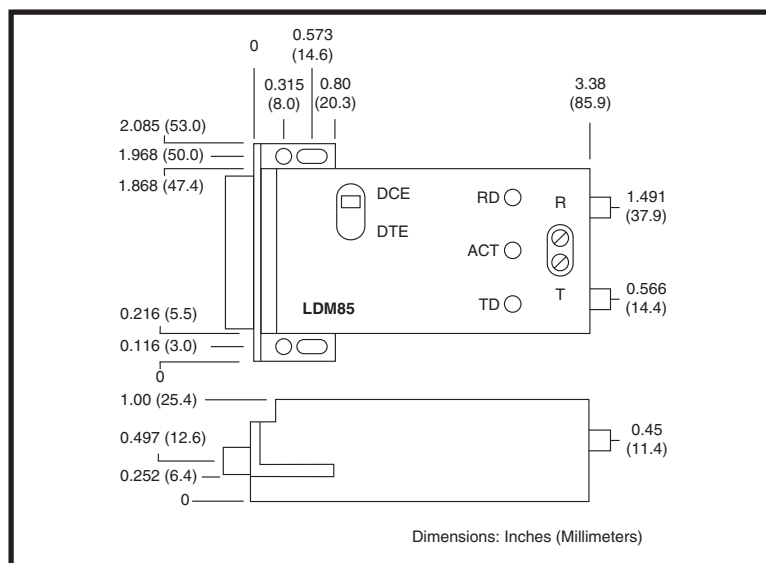 0
0.573
(14.6)
0.315
(8.0)
0.80
(20.3)
3.38
(85.9)
2.085 (53.0)
1.968 (50.0)
1.868 (47.4)
DCE
DTE
RD
R
1.491
(37.9)
ACT
TD
T
0.566
(14.4)
LDM85
0.216 (5.5)
0.116 (3.0)
0
1.00 (25.4)
0.497 (12.6)
0.252 (6.4)
0
0.45
(11.4)
Dimensions: Inches (Millimeters)